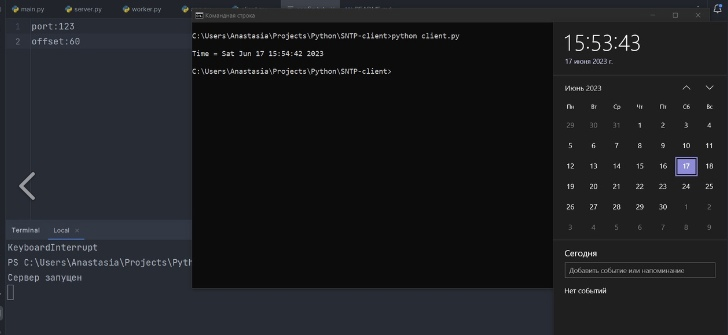 main.py
server.py
worker.py
Командная строка
1 port:123
2 offset:60
C:\Users\Anastasia\Projects\Python\SNTP-client>python client.py
Time = Sat Jun 17 15:54:42 2023
C:\Users\Anastasia\Projects\Python\SNTP-client>
15:53:43
17 июня 2023 г.
Июнь 2023
Пн Вт Ср Чт Пт Сб Вс
29 30 31 1 2 3 4
5 6 7 8 9 10 11
12 13 14 15 16 17 18
19 20 21 22 23 24 25
26 27 28 29 30 1 2
3 4 5 6 7 8 9
Сегодня
Добавить событие или напоминание
Нет событий
Terminal Local ×
KeyboardInterrupt
PS C:\Users\Anastasia\Projects\Pyth
Сервер запущен